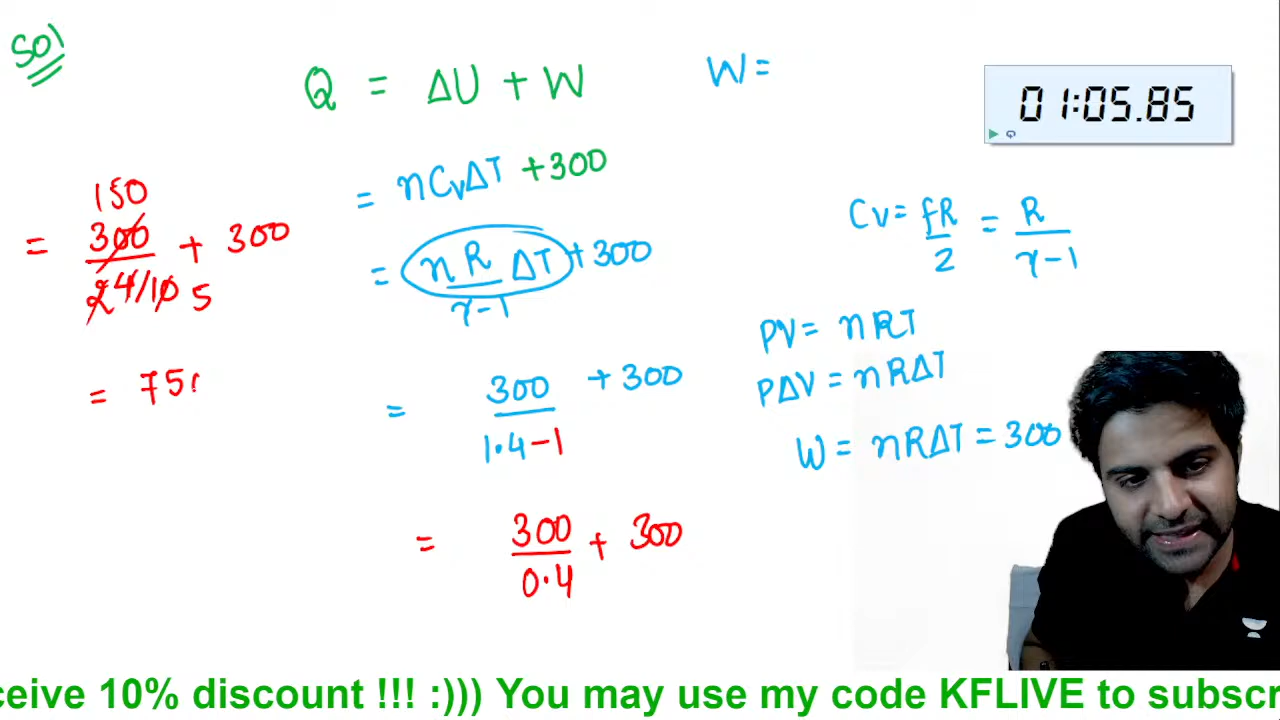 Sol
Q = ΔU + W
W =
01:05.85
= nCvΔT + 300
= nR/γ-1 ΔT + 300
= 300/1.4-1 + 300
= 300/0.4 + 300
150
= 300/24/10 5 + 300
= 75
Cv = fR/2 = R/γ-1
PV = nRT
PΔV = nRΔT
W = nRΔT = 300
ceive 10% discount !!! :))) You may use my code KFLIVE to subscr